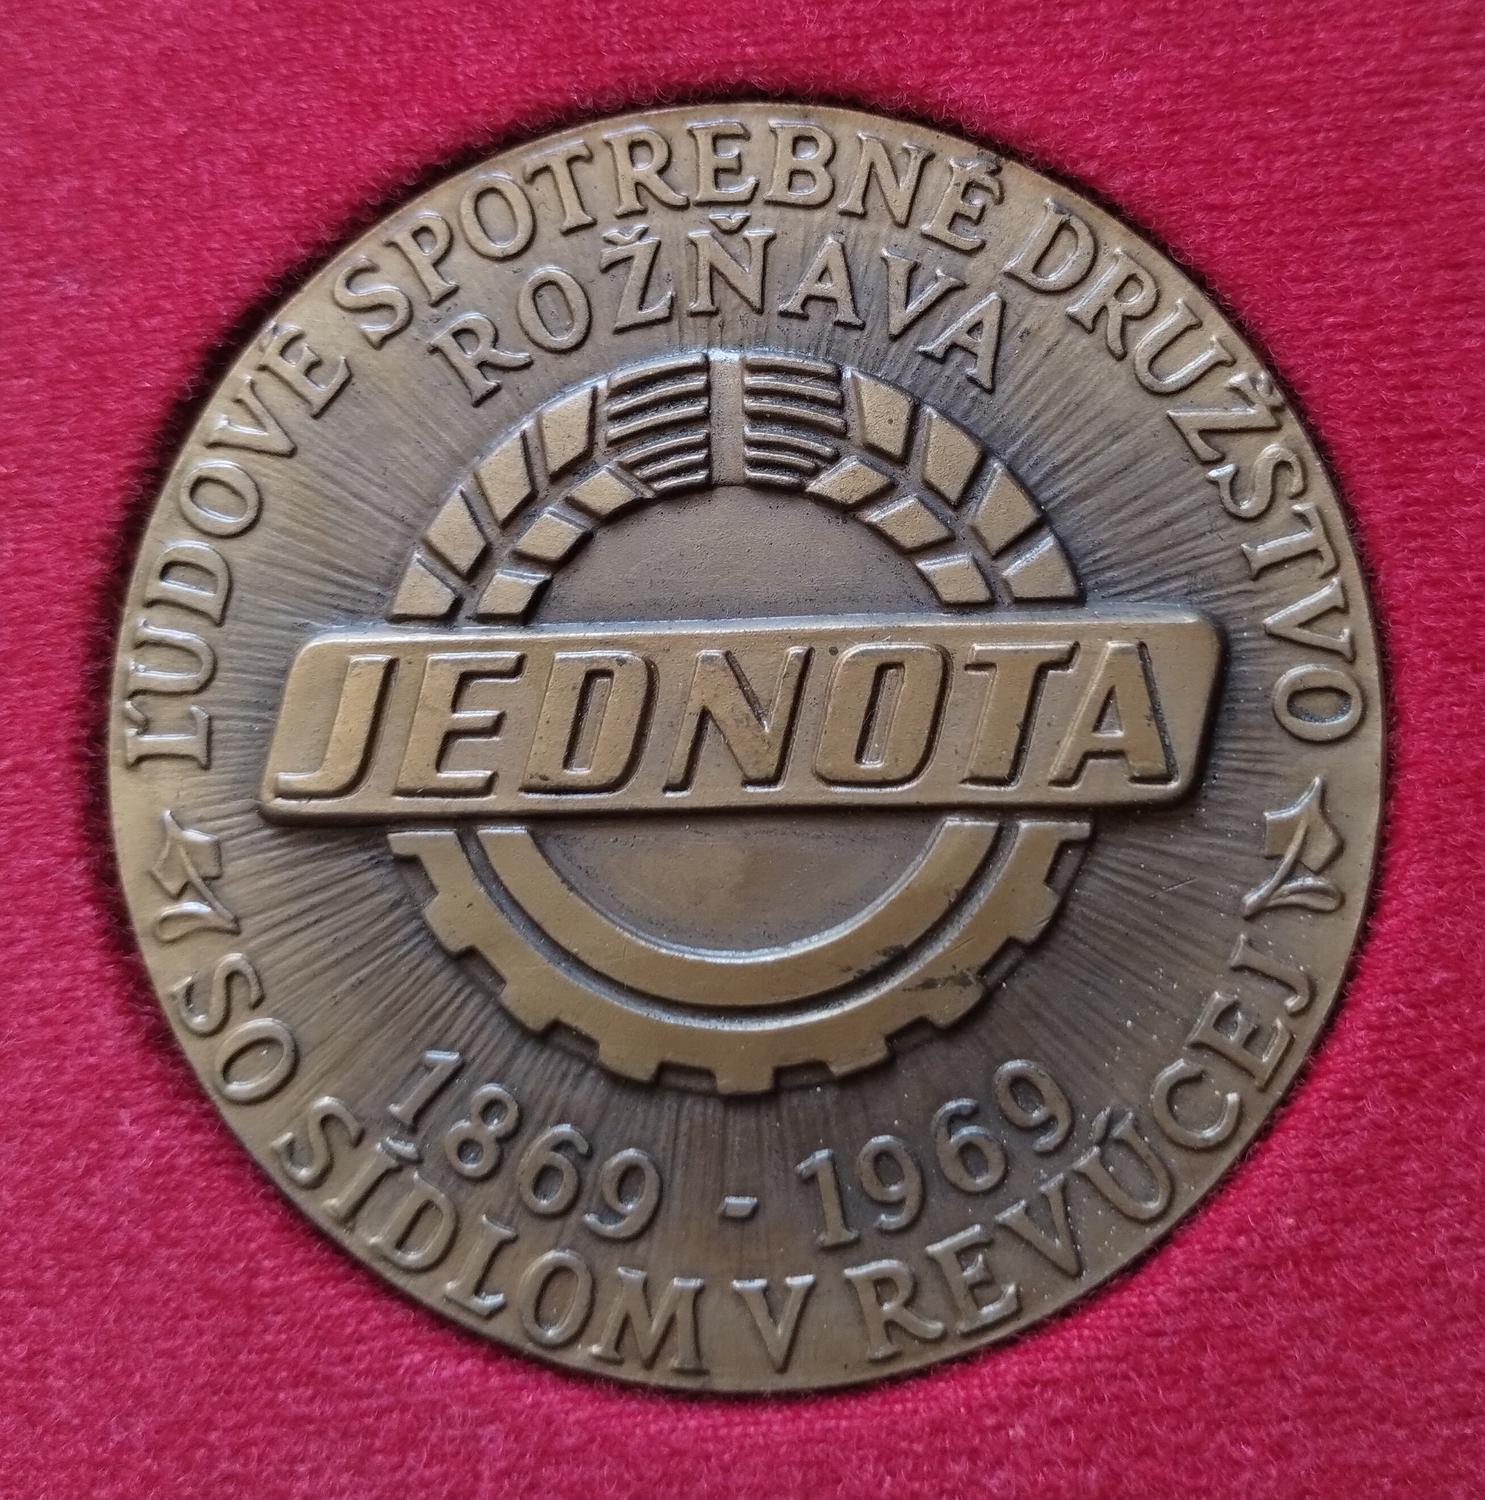 ĽUDOVÉ SPOTREBNÉ DRUŽSTVO
ROŽŇAVA
JEDNOTA
1869 - 1969
SO SÍDLOM V REVÚCEJ